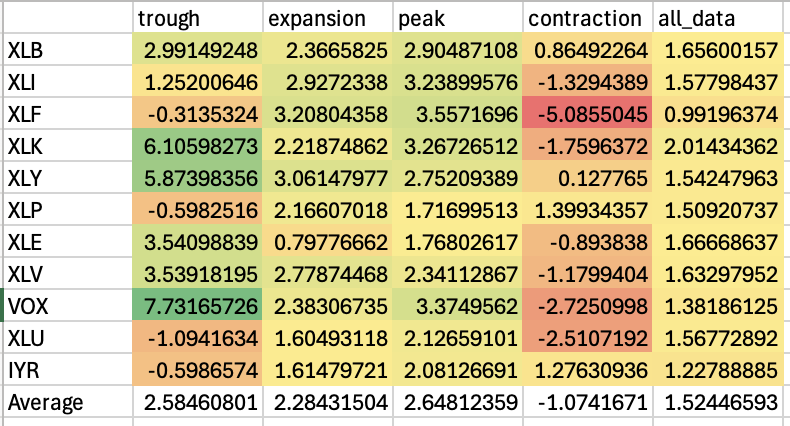 trough expansion peak contraction all_data
XLB 2.99149248 2.3665825 2.90487108 0.86492264 1.65600157
XLI 1.25200646 2.9272338 3.23899576 -1.3294389 1.57798437
XLF -0.3135324 3.20804358 3.5571696 -5.0855045 0.99196374
XLK 6.10598273 2.21874862 3.26726512 -1.7596372 2.01434362
XLY 5.87398356 3.06147977 2.75209389 0.127765 1.54247963
XLP -0.5982516 2.16607018 1.71699513 1.39934357 1.50920737
XLE 3.54098839 0.79776662 1.76802617 -0.893838 1.66668637
XLV 3.53918195 2.77874468 2.34112867 -1.1799404 1.63297952
VOX 7.73165726 2.38306735 3.3749562 -2.7250998 1.38186125
XLU -1.0941634 1.60493118 2.12659101 -2.5107192 1.56772892
IYR -0.5986574 1.61479721 2.08126691 1.27630936 1.22788885
Average 2.58460801 2.28431504 2.64812359 -1.0741671 1.52446593